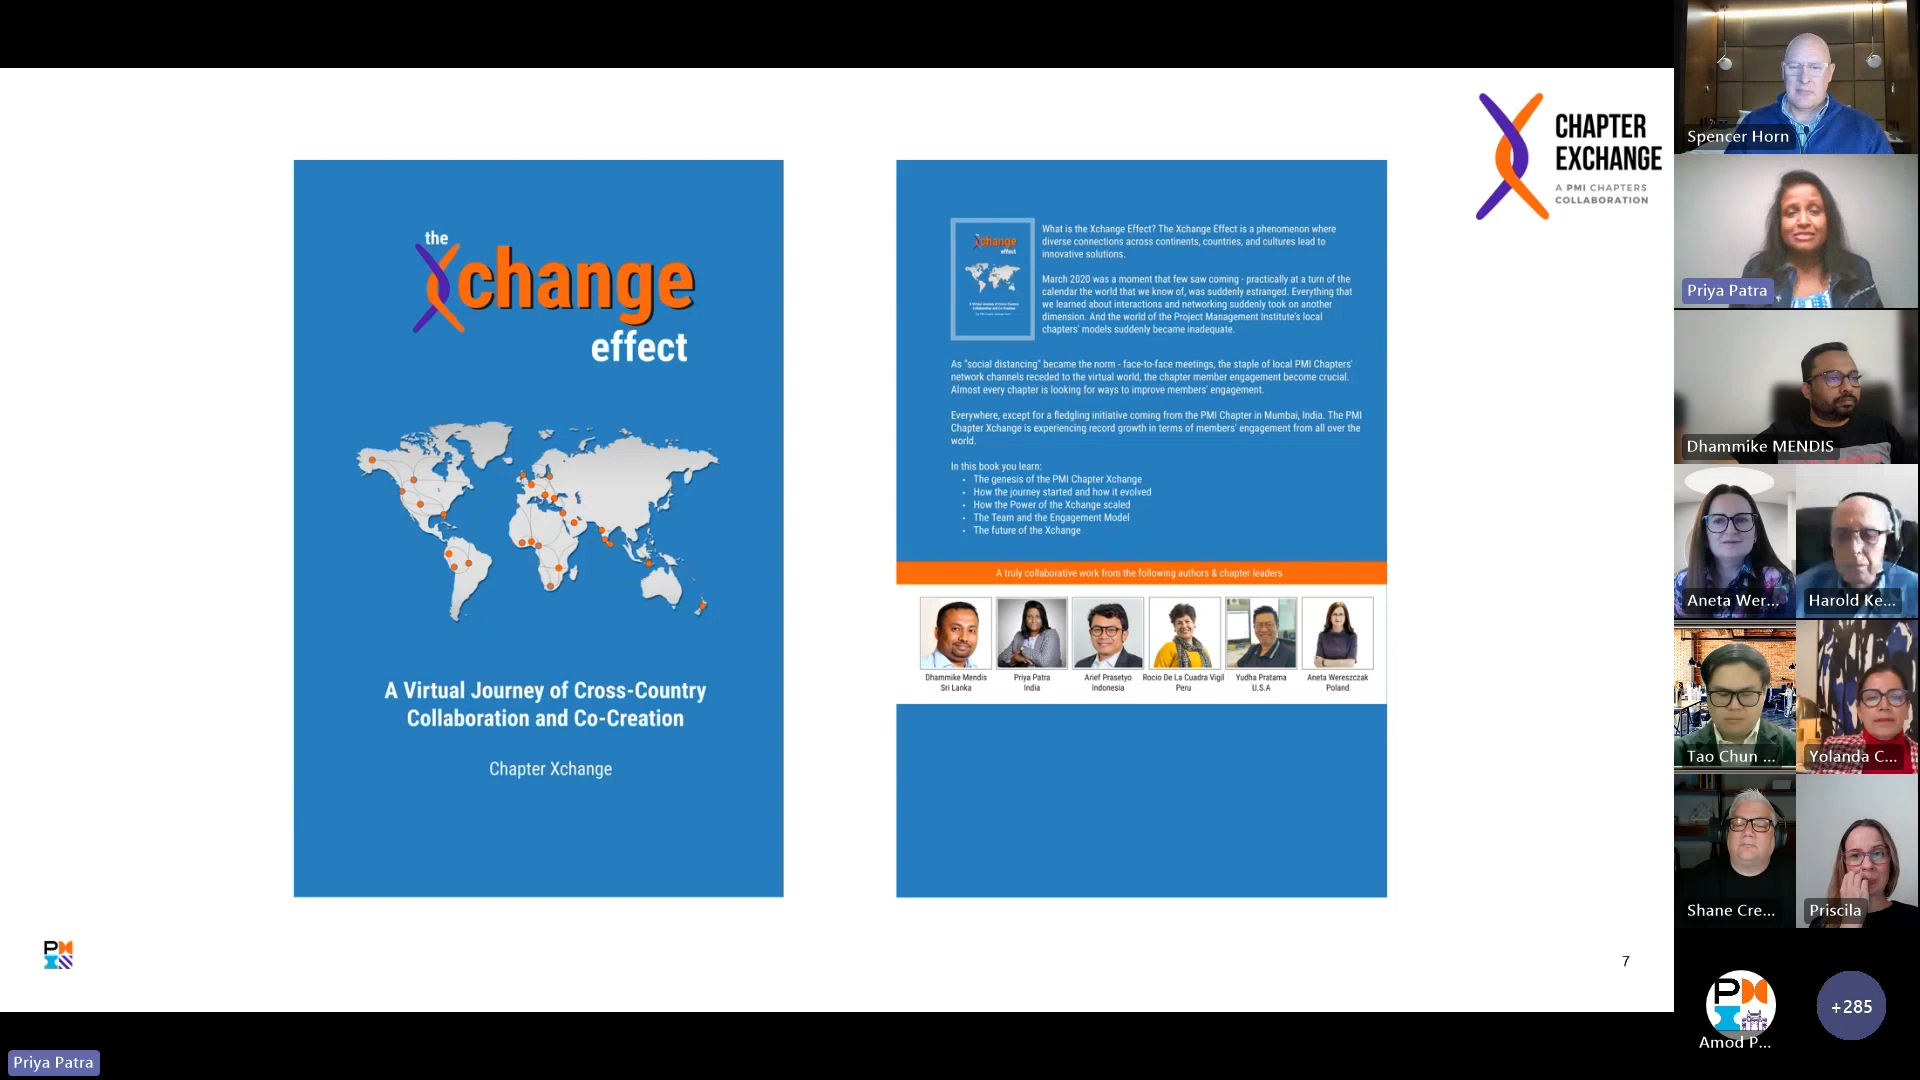 the
Xchange
effect
A Virtual Journey of Cross-Country
Collaboration and Co-Creation
Chapter Xchange
Xchange
effect
A Virtual Journey of Cross-Country
Collaboration and Co-Creation
What is the Xchange Effect? The Xchange Effect is a phenomenon where
diverse connections across continents, countries, and cultures lead to
innovative solutions.
March 2020 was a moment that few saw coming - practically at a turn of the
calendar the world that we know of, was suddenly estranged. Everything that
we learned about interactions and networking suddenly took on another
dimension. And the world of the Project Management Institute's local
chapters' models suddenly became inadequate.
As "social distancing" became the norm - face-to-face meetings, the staple of local PMI Chapters'
network channels receded to the virtual world, the chapter member engagement become crucial.
Almost every chapter is looking for ways to improve members' engagement.
Everywhere, except for a fledgling initiative coming from the PMI Chapter in Mumbai, India. The PMI
Chapter Xchange is experiencing record growth in terms of members' engagement from all over the
world.
In this book you learn:
• The genesis of the PMI Chapter Xchange
• How the journey started and how it evolved
• How the Power of the Xchange scaled
• The Team and the Engagement Model
• The future of the Xchange
A truly collaborative work from the following authors & chapter leaders
Dhammike Mendis
Sri Lanka
Priya Patra
India
Arief Prasetyo
Indonesia
Rocio De La Cuadra Vigil
Peru
Yudha Pratama
U.S.A
Aneta Wereszczak
Poland
CHAPTER
EXCHANGE
A PMI CHAPTERS
COLLABORATION
7
Priya Patra
Spencer Horn
Priya Patra
Dhammike MENDIS
Aneta Wer...
Harold Ke...
Tao Chun ...
Yolanda C...
Shane Cre...
Priscila
Amod P...
+285